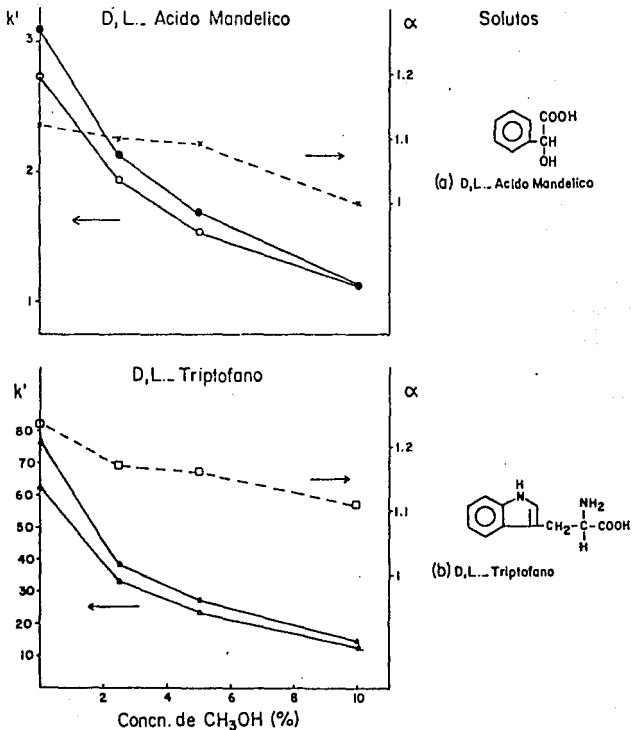 k'
D,L._ Acido Mandelico
α
Solutos
3
2
1
1.2
1.1
1
COOH
CH
OH
(a) D,L._ Acido Mandelico
D,L._ Triptofano
k'
α
80
70
60
50
40
30
20
10
1.2
1.1
1
H
N
NH2
CH2-C-COOH
H
(b) D,L._ Triptofano
0 2 4 6 8 10
Concn. de CH3OH (%)